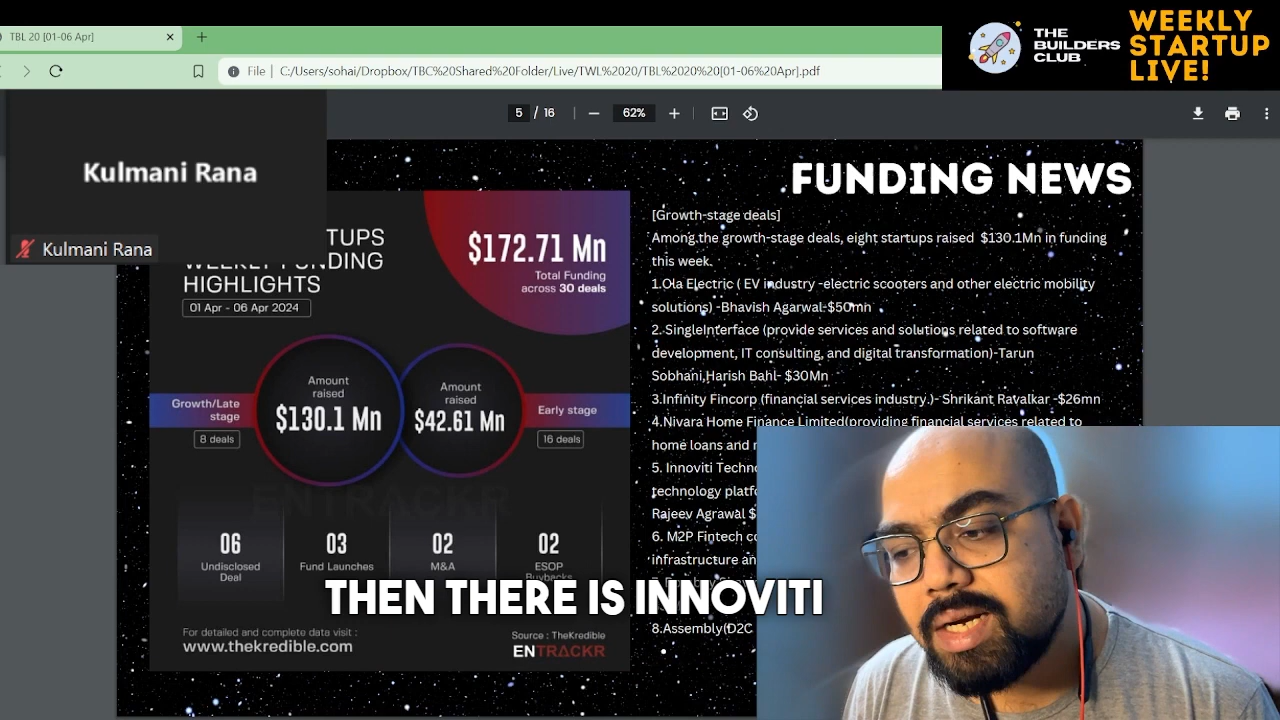 TBL 20 [01-06 Apr]
THE
BUILDERS
CLUB
WEEKLY
STARTUP
LIVE!
File | C:/Users/sohai/Dropbox/TBC%20Shared%20Folder/Live/TWL%2020/TBL%2020%20[01-06%20Apr].pdf
5 / 16
62%
Kulmani Rana
Kulmani Rana
TUPS
WEEKLY FUNDING
HIGHLIGHTS
01 Apr - 06 Apr 2024
$172.71 Mn
Total Funding
across 30 deals
Growth/Late
stage
8 deals
Amount
raised
$130.1 Mn
Amount
raised
$42.61 Mn
Early stage
16 deals
ENTRACKR
06
Undisclosed
Deal
03
Fund Launches
02
M&A
02
ESOP
Buybacks
For detailed and complete data visit :
www.thekredible.com
Source : TheKredible
ENTRACKR
FUNDING NEWS
[Growth-stage deals]
Among the growth-stage deals, eight startups raised $130.1Mn in funding
this week.
1.Ola Electric ( EV industry -electric scooters and other electric mobility
solutions) -Bhavish Agarwal-$50mn
2. SingleInterface (provide services and solutions related to software
development, IT consulting, and digital transformation)-Tarun
Sobhani,Harish Bahl- $30Mn
3.Infinity Fincorp (financial services industry.)- Shrikant Ravalkar -$26mn
4.Nivara Home Finance Limited(providing financial services related to
home loans and
5. Innoviti Techno
technology platf
Rajeev Agrawal $
6. M2P Fintech co
infrastructure an
8.Assembly(D2C
THEN THERE IS INNOVITI